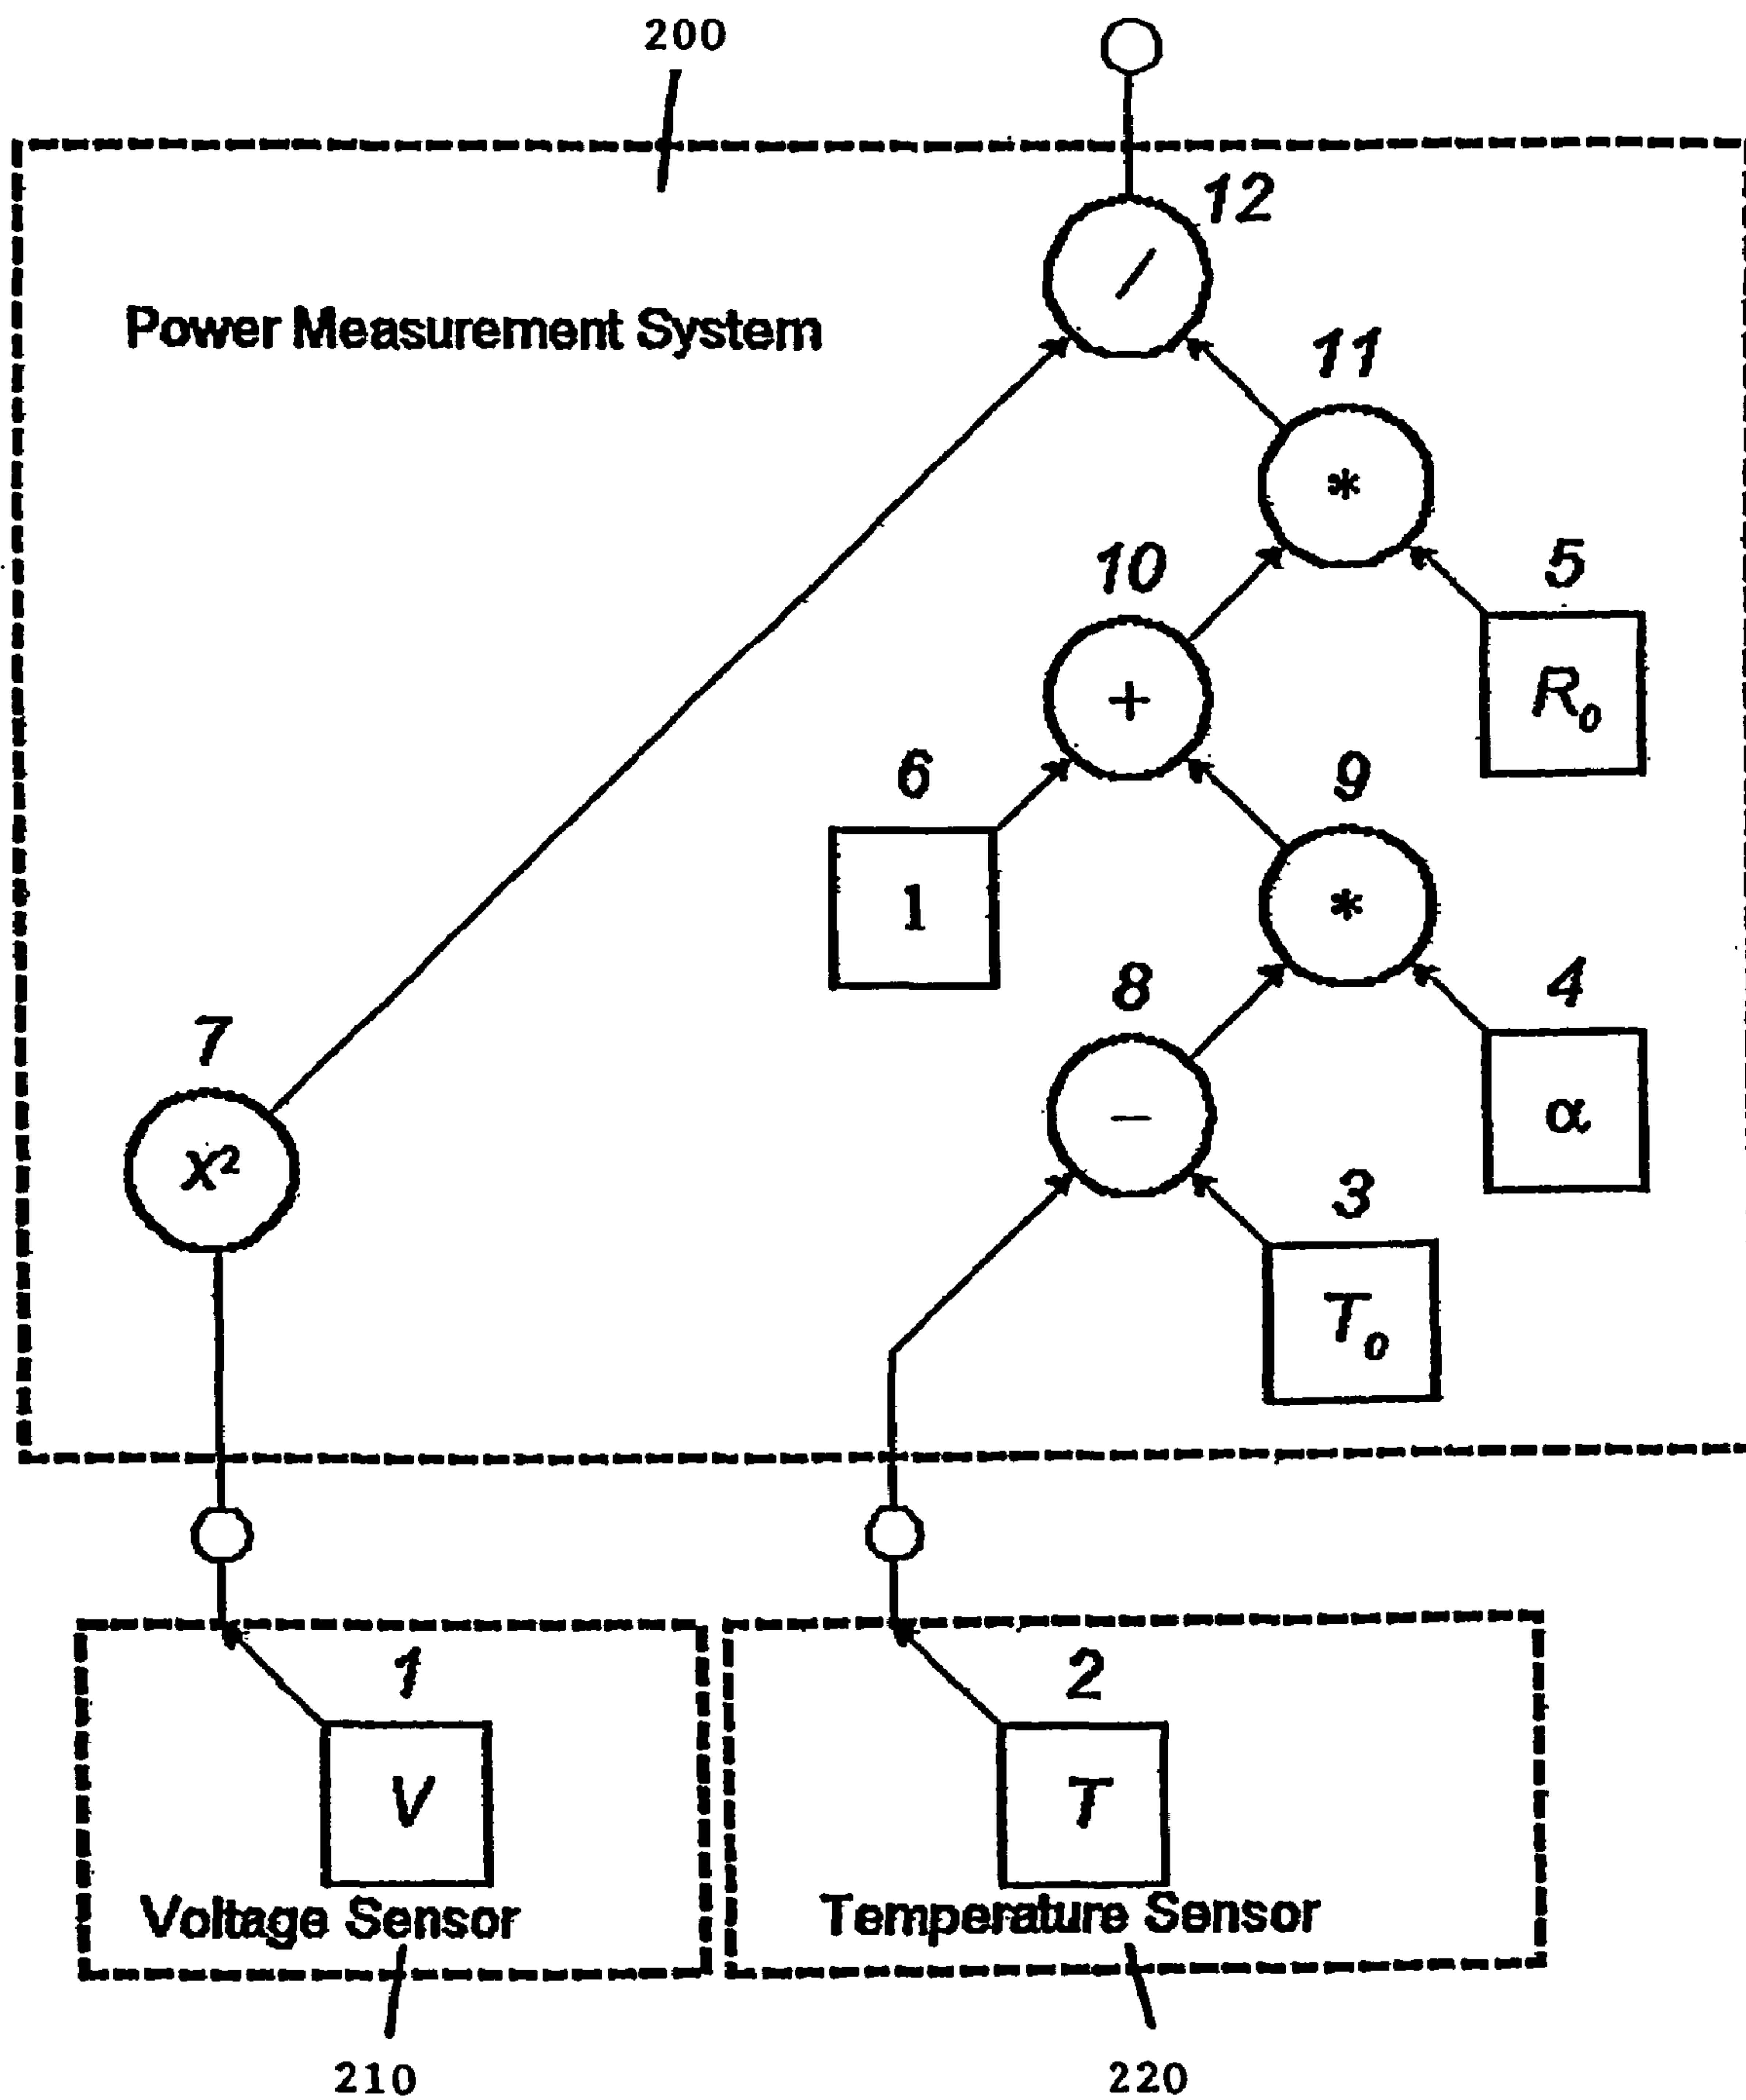 200
12
/
Power Measurement System
11
*
10
5
+
R₀
6
9
1
*
8
4
7
−
α
x²
3
T₀
1
2
V
T
Voltage Sensor
Temperature Sensor
210
220